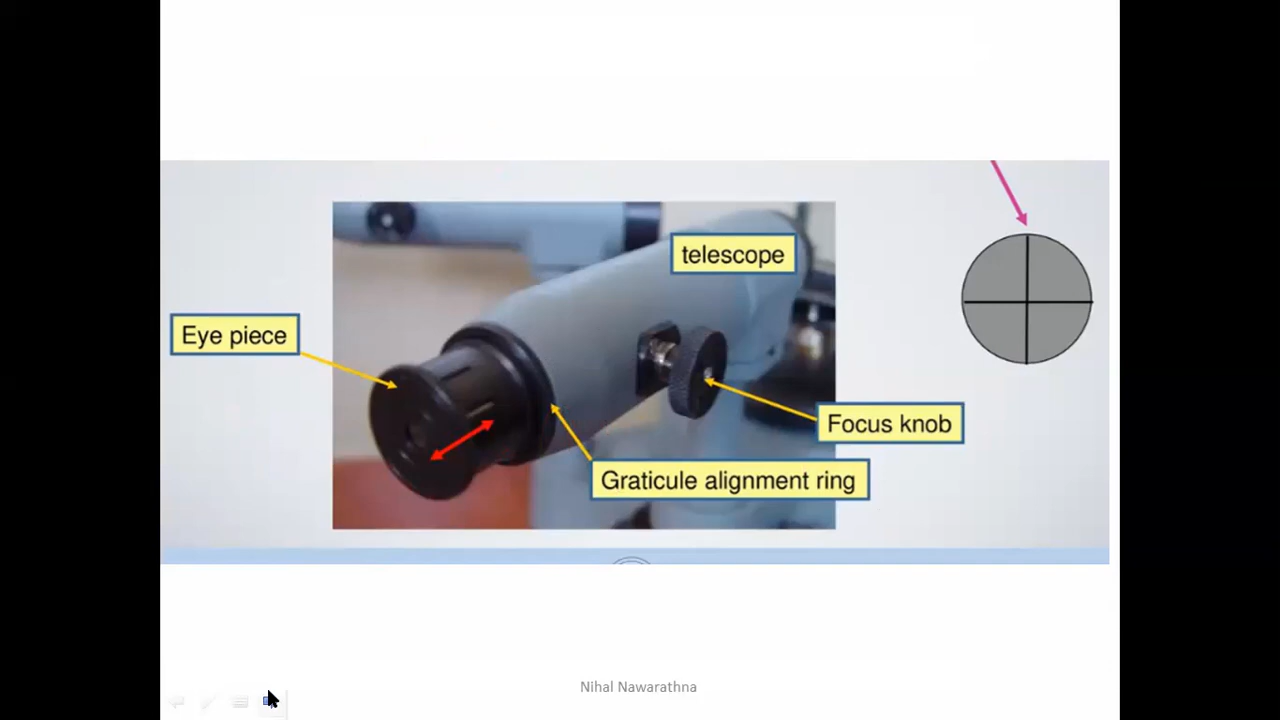 telescope
Eye piece
Focus knob
Graticule alignment ring
Nihal Nawarathna